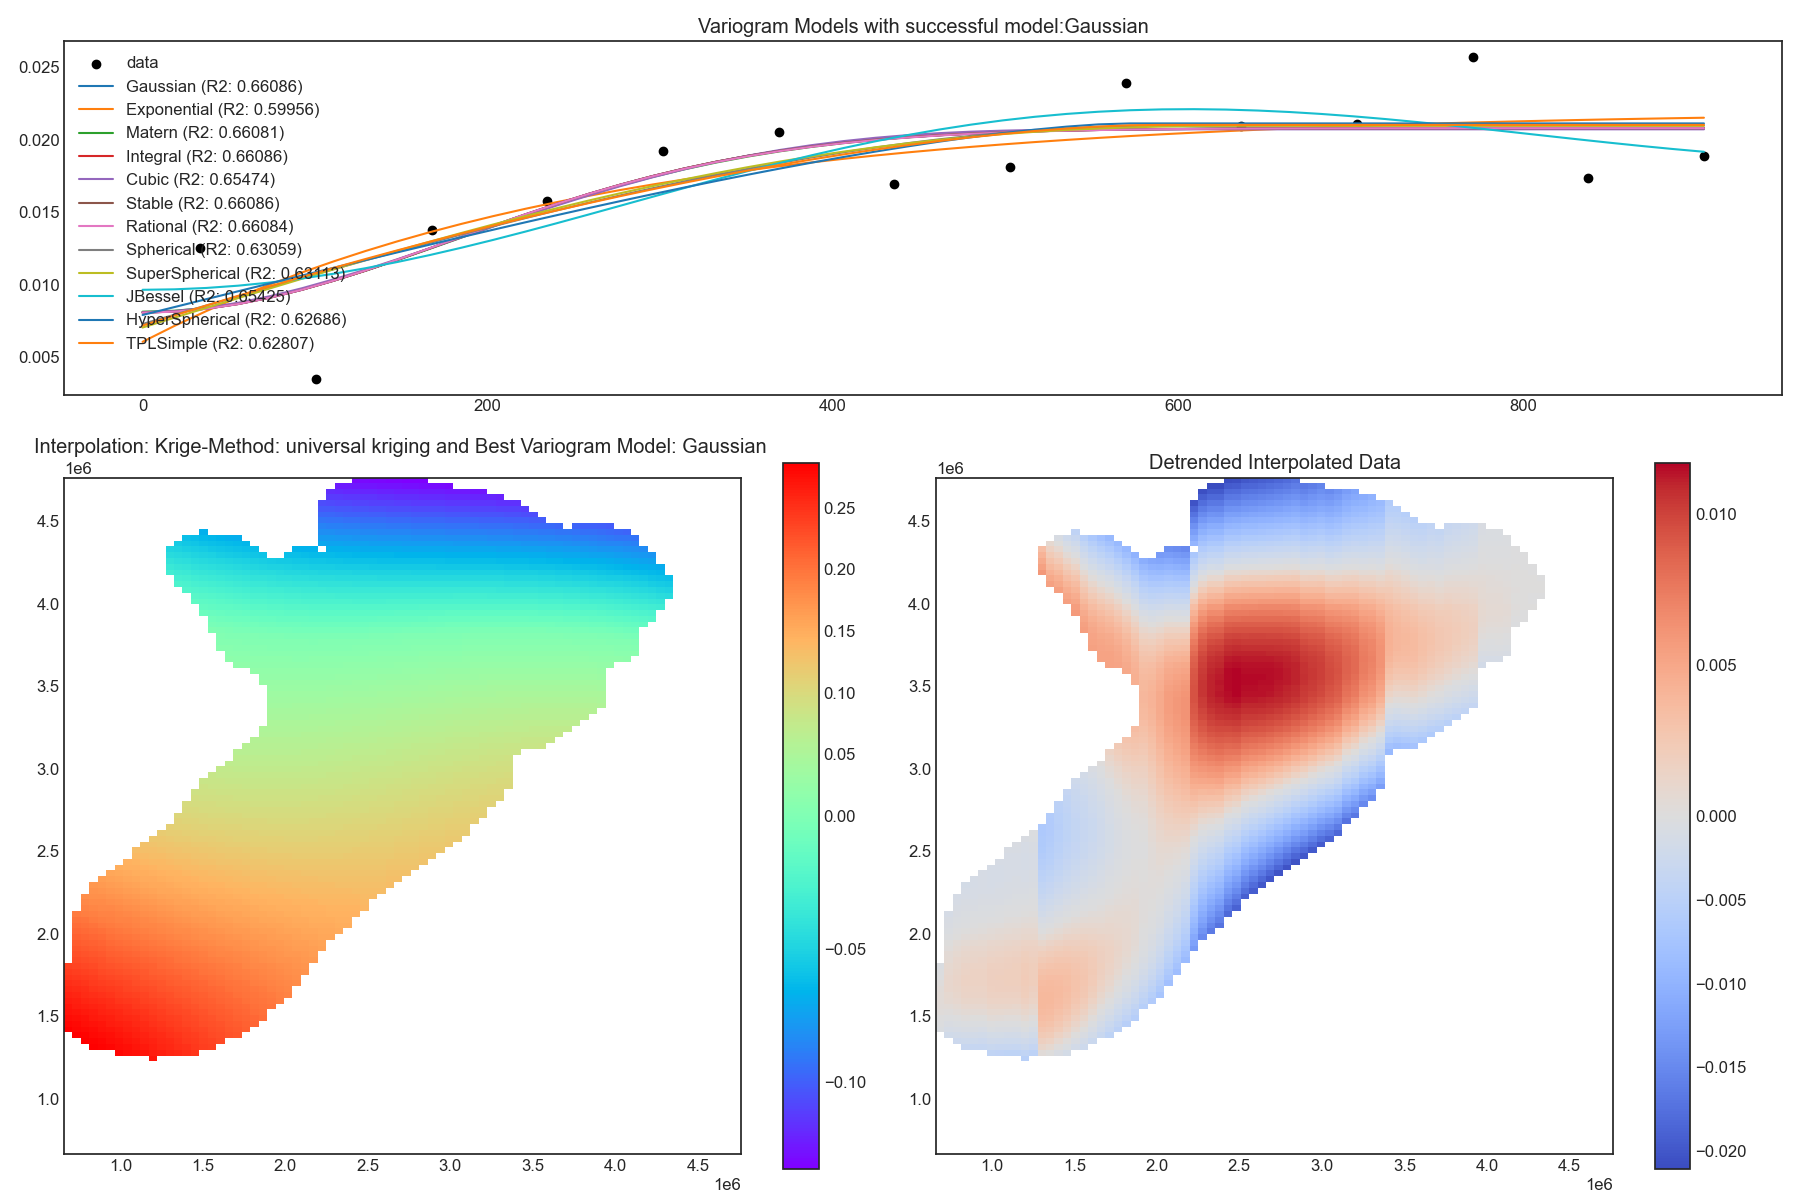 Variogram Models with successful model:Gaussian
0.025
0.020
0.015
0.010
0.005
data
Gaussian (R2: 0.66086)
Exponential (R2: 0.59956)
Matern (R2: 0.66081)
Integral (R2: 0.66086)
Cubic (R2: 0.65474)
Stable (R2: 0.66086)
Rational (R2: 0.66084)
Spherical (R2: 0.63059)
SuperSpherical (R2: 0.63113)
JBessel (R2: 0.65425)
HyperSpherical (R2: 0.62686)
TPLSimple (R2: 0.62807)
0 200 400 600 800
Interpolation: Krige-Method: universal kriging and Best Variogram Model: Gaussian
1e6
4.5
4.0
3.5
3.0
2.5
2.0
1.5
1.0
1.0 1.5 2.0 2.5 3.0 3.5 4.0 4.5
1e6
0.25
0.20
0.15
0.10
0.05
0.00
−0.05
−0.10
Detrended Interpolated Data
1e6
4.5
4.0
3.5
3.0
2.5
2.0
1.5
1.0
1.0 1.5 2.0 2.5 3.0 3.5 4.0 4.5
1e6
0.010
0.005
0.000
−0.005
−0.010
−0.015
−0.020